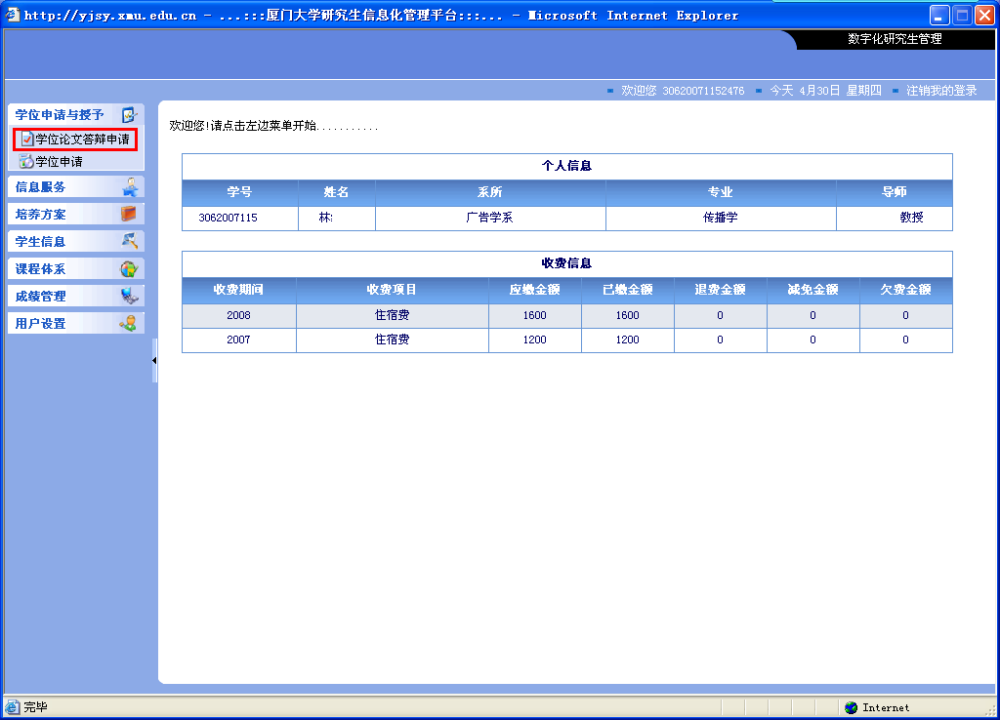 http://yjsy.xmu.edu.cn - ...:::厦门大学研究生信息化管理平台:::... - Microsoft Internet Explorer
数字化研究生管理
欢迎您 30620071152476 今天 4月30日 星期四 注销我的登录
学位申请与授予
学位论文答辩申请
学位申请
信息服务
培养方案
学生信息
课程体系
成绩管理
用户设置
欢迎您!请点击左边菜单开始...........
个人信息
学号 姓名 系所 专业 导师
3062007115 林 广告学系 传播学 教授
收费信息
收费期间 收费项目 应缴金额 已缴金额 退费金额 减免金额 欠费金额
2008 住宿费 1600 1600 0 0 0
2007 住宿费 1200 1200 0 0 0
完毕
Internet